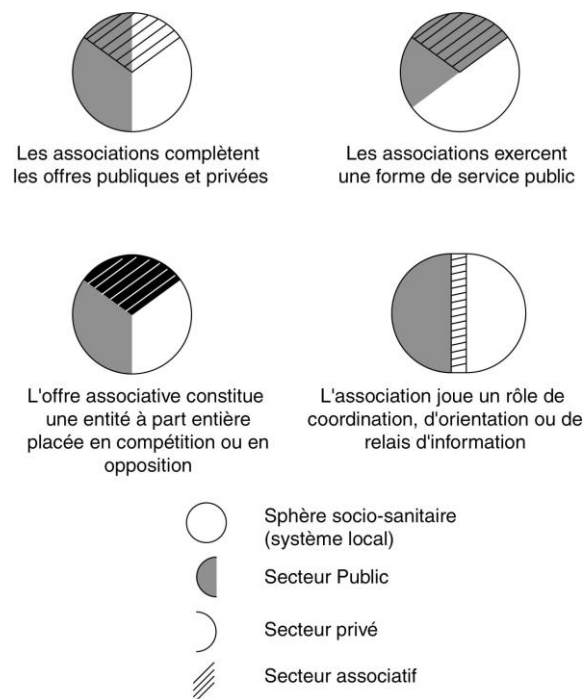 Les associations complètent
les offres publiques et privées
Les associations exercent
une forme de service public
L'offre associative constitue
une entité à part entière
placée en compétition ou en
opposition
L'association joue un rôle de
coordination, d'orientation ou de
relais d'information
Sphère socio-sanitaire
(système local)
Secteur Public
Secteur privé
Secteur associatif